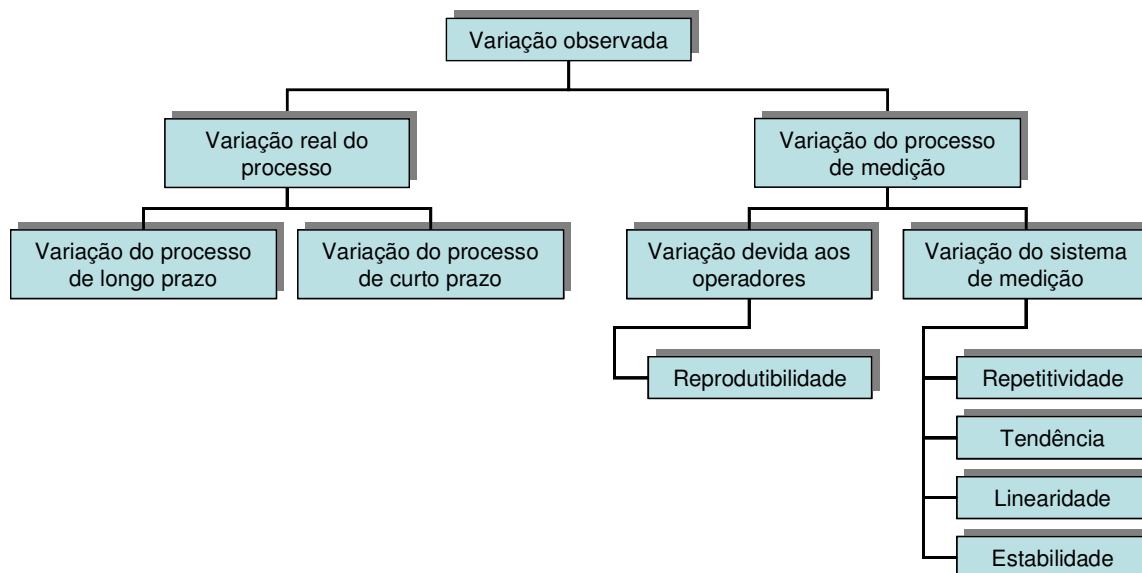 Variação observada
Variação real do
processo
Variação do processo
de medição
Variação do processo
de longo prazo
Variação do processo
de curto prazo
Variação devida aos
operadores
Variação do sistema
de medição
Reprodutibilidade
Repetitividade
Tendência
Linearidade
Estabilidade